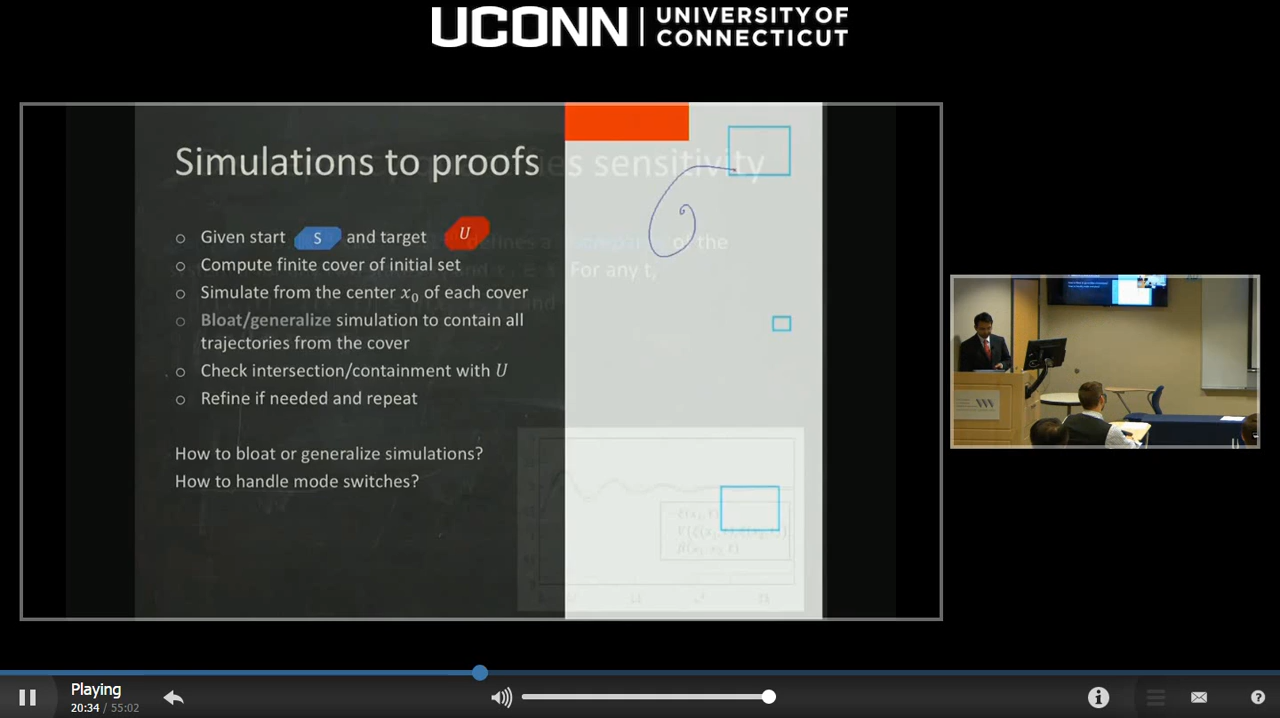 UCONN UNIVERSITY OF
CONNECTICUT
Simulations to proofs
sensitivity
Given start S and target U
of the
Compute finite cover of initial set
For any t,
Simulate from the center x₀ of each cover
Bloat/generalize simulation to contain all
trajectories from the cover
Check intersection/containment with U
Refine if needed and repeat
How to bloat or generalize simulations?
How to handle mode switches?
Playing
20:34 / 55:02